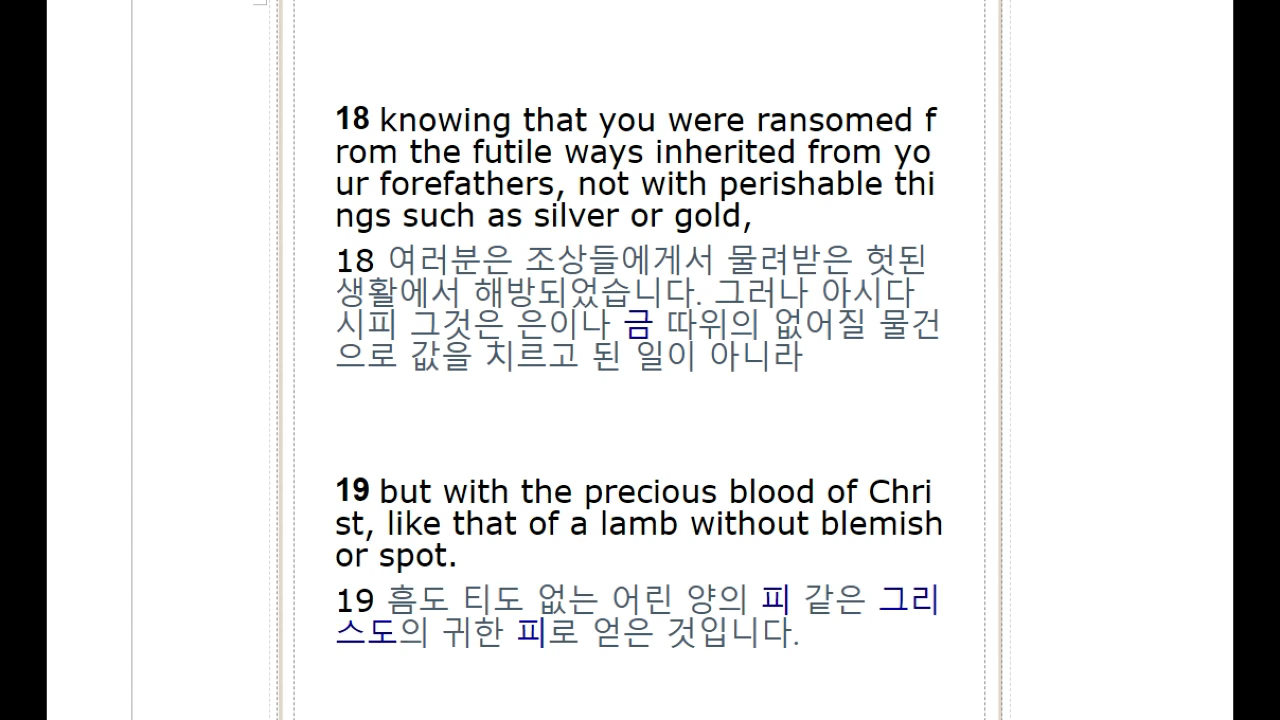 18 knowing that you were ransomed f
rom the futile ways inherited from yo
ur forefathers, not with perishable thi
ngs such as silver or gold,
18 여러분은 조상들에게서 물려받은 헛된
생활에서 해방되었습니다. 그러나 아시다
시피 그것은 은이나 금 따위의 없어질 물건
으로 값을 치르고 된 일이 아니라
19 but with the precious blood of Chri
st, like that of a lamb without blemish
or spot.
19 흠도 티도 없는 어린 양의 피 같은 그리
스도의 귀한 피로 얻은 것입니다.